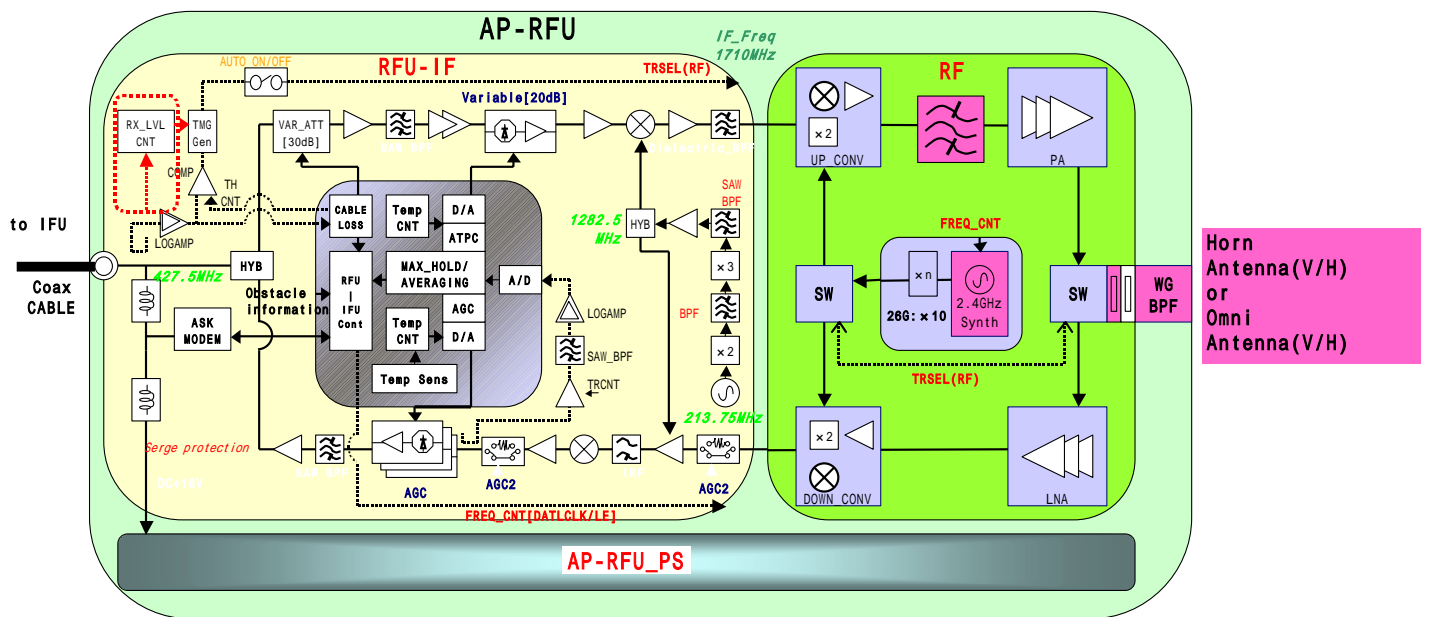 AP-RFU
IF_Freq
1710MHz
AUTO ON/OFF
RFU-IF
TRSEL(RF)
RF
Variable[20dB]
RX_LVL
CNT
TMG
Gen
VAR_ATT
[30dB]
SAW_BPF
Dielectric_BPF
×2
UP_CONV
PA
COMP
TH
CNT
CABLE
LOSS
Temp
CNT
D/A
ATPC
SAW
BPF
1282.5
MHz
HYB
FREQ_CNT
to IFU
LOGAMP
HYB
427.5MHz
Coax
CABLE
Obstacle
information
RFU
|
IFU
Cont
MAX_HOLD/
AVERAGING
A/D
AGC
Temp
CNT
D/A
LOGAMP
×3
BPF
×2
SW
×n
2.4GHz
Synth
26G:×10
SW
WG
BPF
Horn
Antenna(V/H)
or
Omni
Antenna(V/H)
ASK
MODEM
SAW_BPF
Temp Sens
TRCNT
TRSEL(RF)
213.75MHz
Serge protection
SAW_BPF
AGC
AGC2
AGC2
×2
DOWN_CONV
LNA
FREQ_CNT[DATLCLK/LE]
AP-RFU_PS